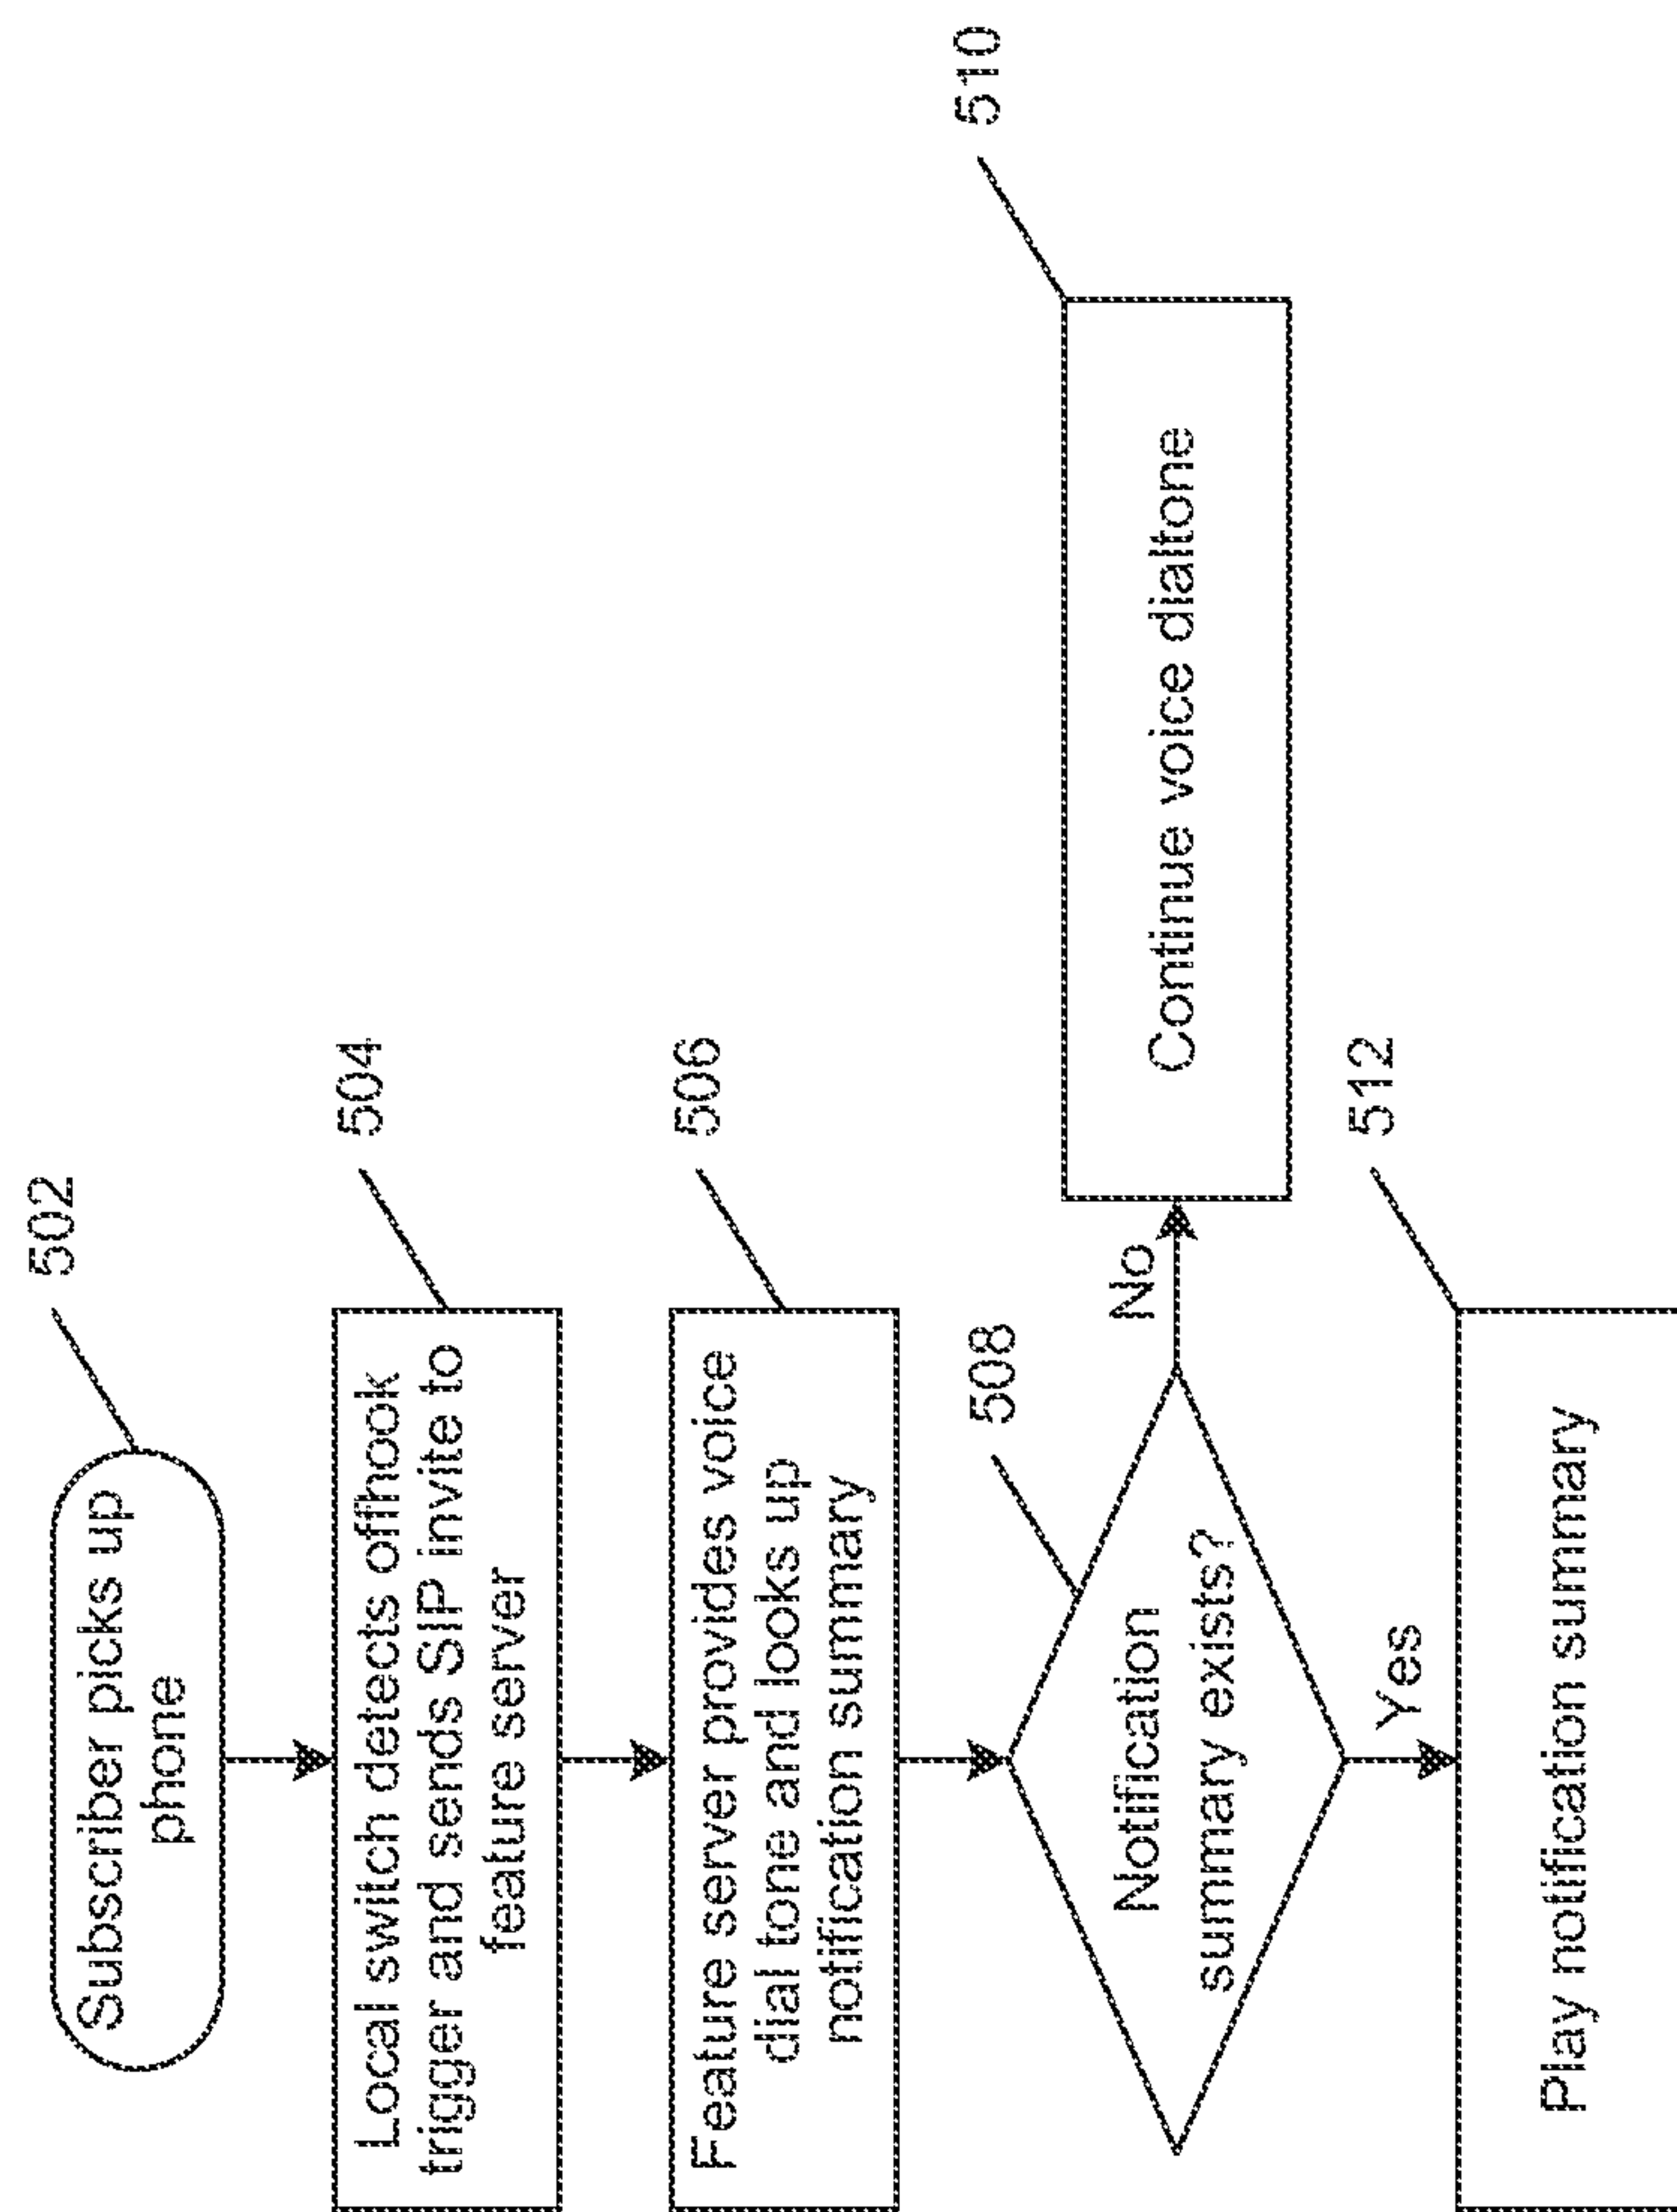 502
Subscriber picks up
phone
504
Local switch detects offhook
trigger and sends SIP invite to
feature server
506
Feature server provides voice
dial tone and looks up
notification summary
508
Notification
summary exists?
No
510
Continue voice dialtone
Yes
512
Play notification summary